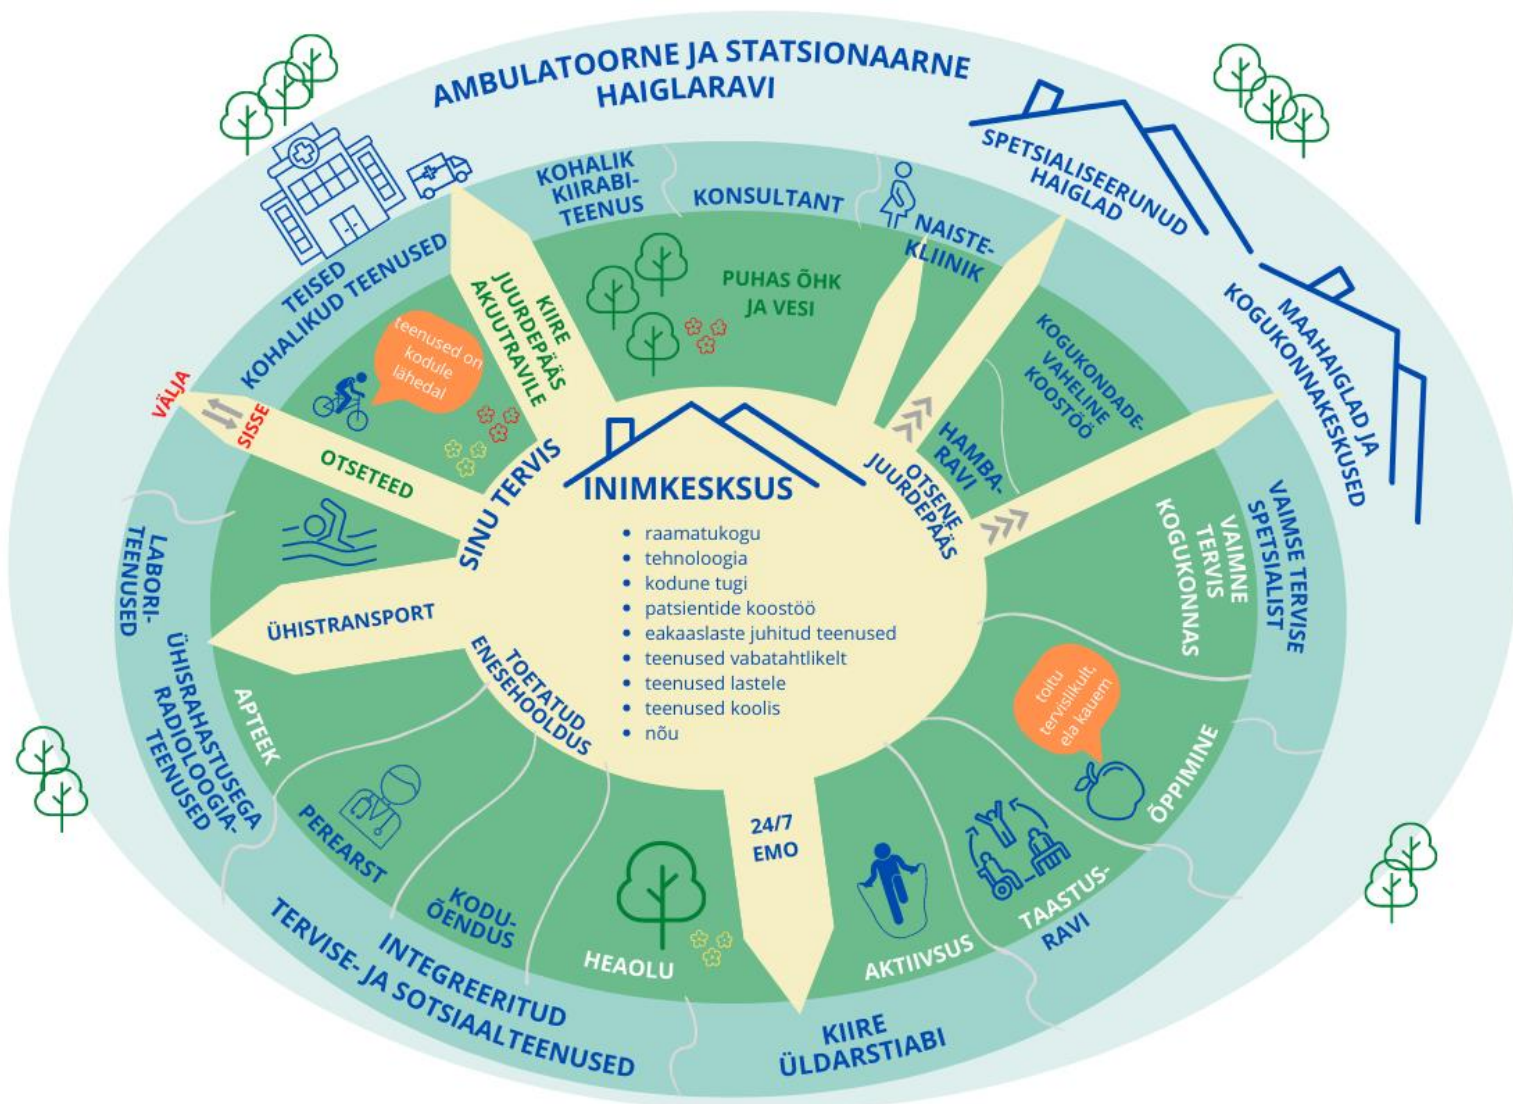 AMBULATOORNE JA STATSIONAARNE
HAIGLARAVI
SPETSIALISEERUNUD
HAIGLAD
MAAHAIGLAD JA
KOGUKONNAKESKUSED
TEISED
KOHALIKUD TEENUSED
KOHALIK
KIIRABI-
TEENUS
KONSULTANT
NAISTE-
KLIINIK
VAIMSE TERVISE
SPETSIALIST
VÄLJA
SISSE
OTSETEED
teenused on
kodule
lähedal
KIIRE
JUURDEPÄÄS
AKUUTRAVILE
PUHAS ÕHK
JA VESI
KOGUKONDADE-
VAHELINE
KOOSTÖÖ
HAMBA-
RAVI
OTSENE
JUURDEPÄÄS
SINU TERVIS
INIMKESKSUS
raamatukogu
tehnoloogia
kodune tugi
patsientide koostöö
eakaaslaste juhitud teenused
teenused vabatahtlikelt
teenused lastele
teenused koolis
nõu
VAIMNE
TERVIS
KOGUKONNAS
LABORI-
TEENUSED
ÜHISTRANSPORT
TOETATUD
ENESEHOOLDUS
ÜHISRAHASTUSEGA
RADIOLOOGIA-
TEENUSED
APTEEK
PEREARST
KODU-
ÕENDUS
HEAOLU
24/7
EMO
AKTIIVSUS
TAASTUS-
RAVI
toitu
tervislikult,
ela kauem
ÕPPIMINE
INTEGREERITUD
TERVISE- JA SOTSIAALTEENUSED
KIIRE
ÜLDARSTIABI